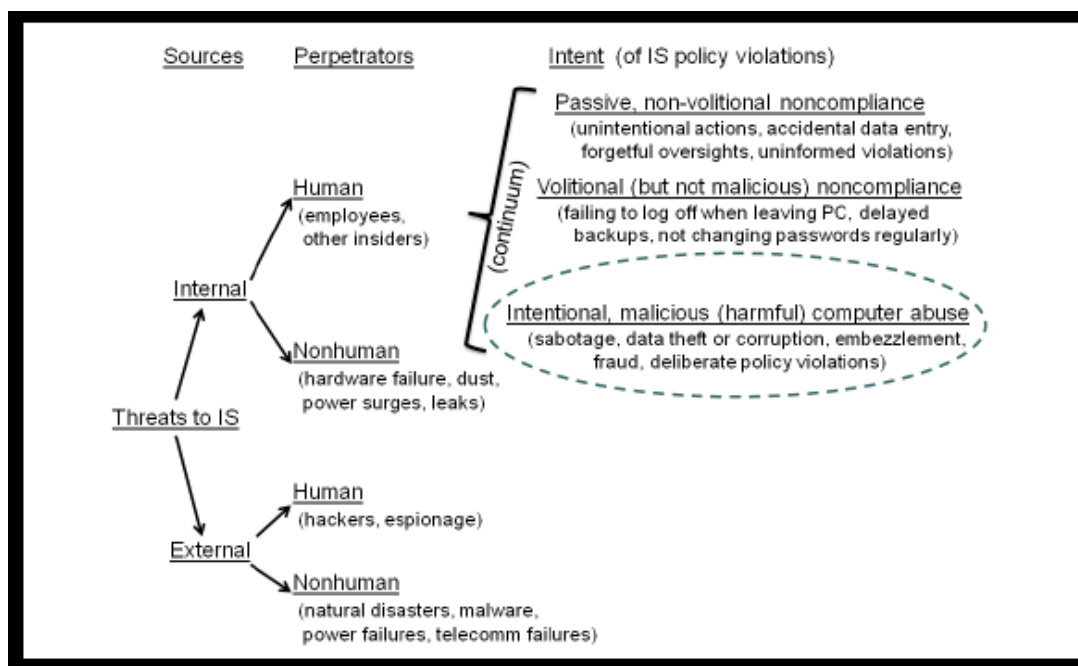 Sources Perpetrators Intent (of IS policy violations)
Passive, non-volitional noncompliance
(unintentional actions, accidental data entry,
forgetful oversights, uninformed violations)
Human
(employees,
other insiders)
(continuum)
Volitional (but not malicious) noncompliance
(failing to log off when leaving PC, delayed
backups, not changing passwords regularly)
Internal
Intentional, malicious (harmful) computer abuse
(sabotage, data theft or corruption, embezzlement,
fraud, deliberate policy violations)
Nonhuman
(hardware failure, dust,
power surges, leaks)
Threats to IS
Human
(hackers, espionage)
External
Nonhuman
(natural disasters, malware,
power failures, telecomm failures)